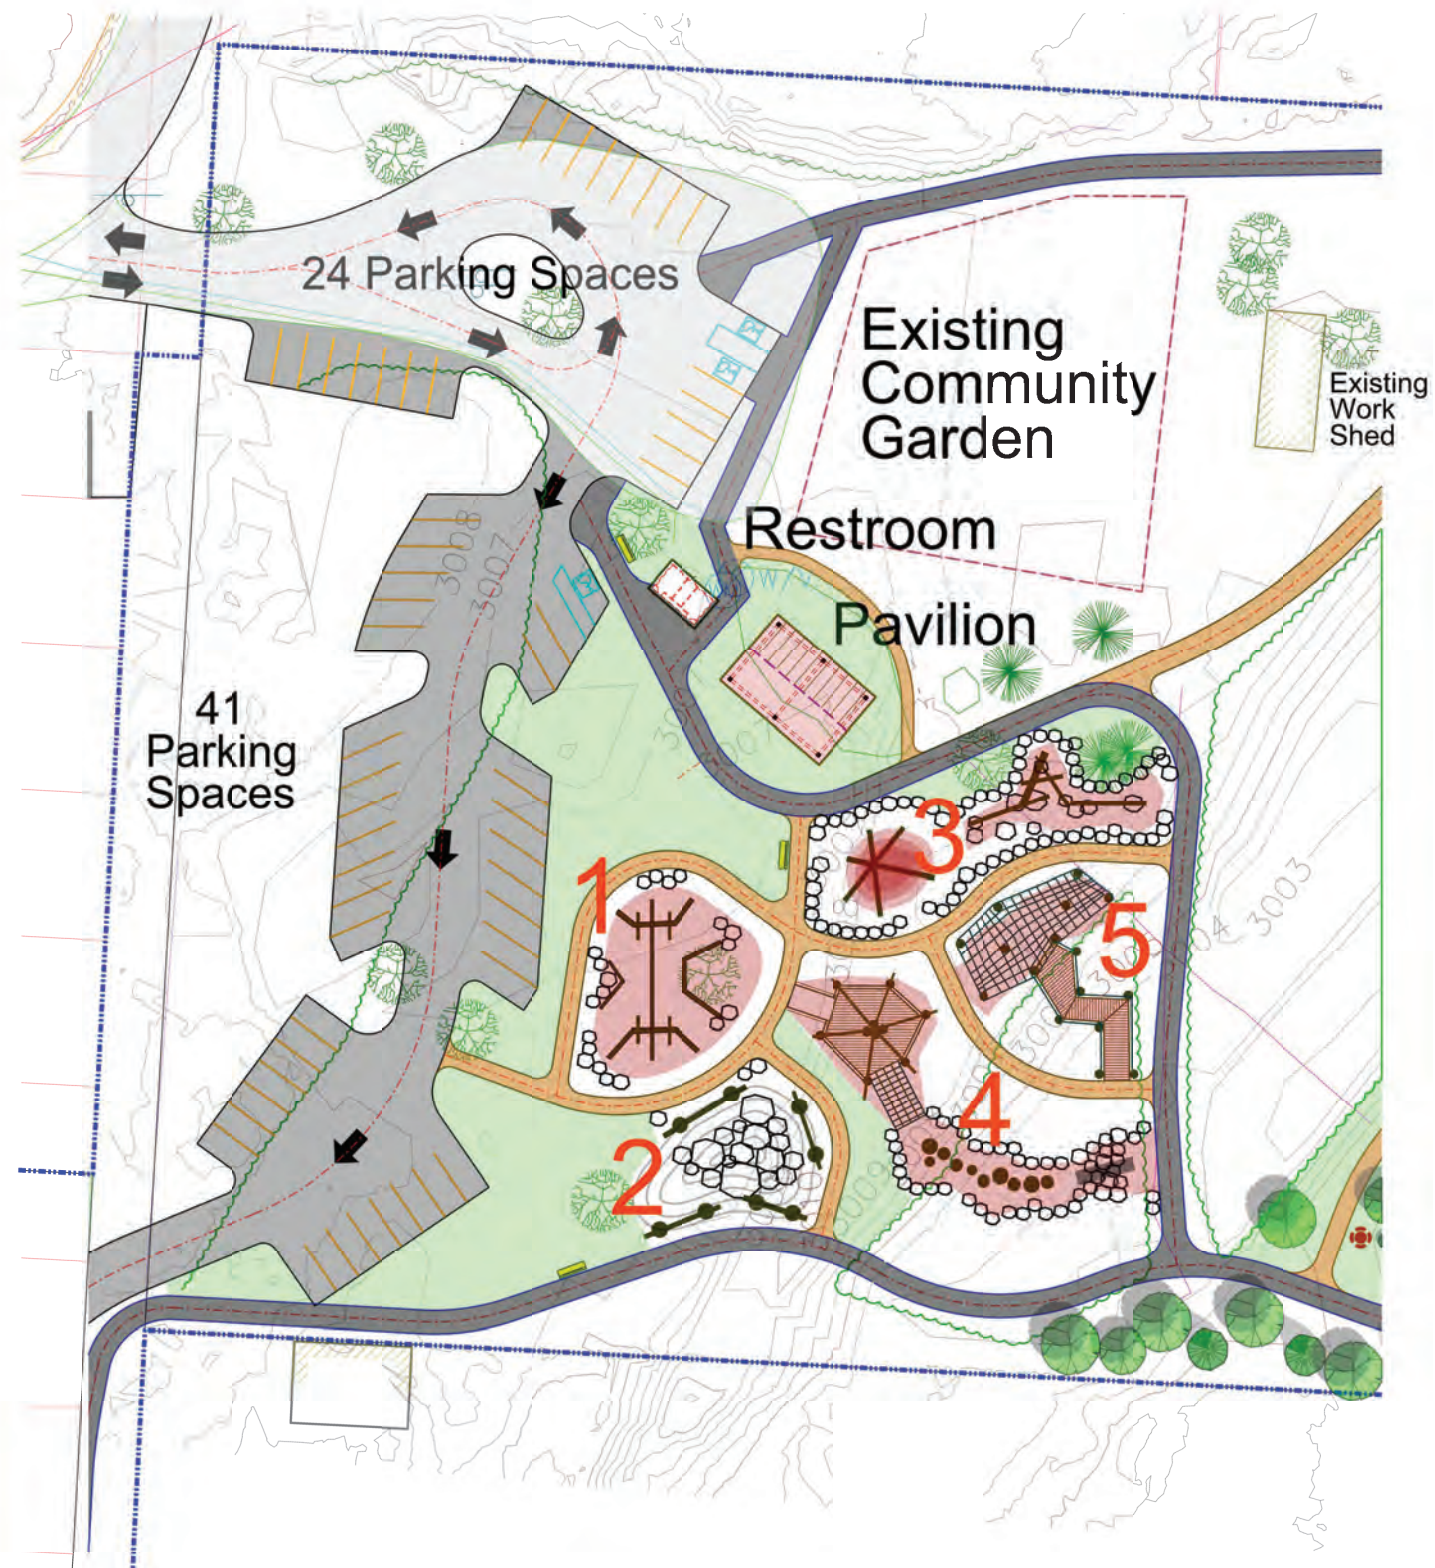 24 Parking Spaces
Existing
Community
Garden
Existing
Work
Shed
3008
3007
Restroom
Pavilion
41
Parking
Spaces
3
1
5
3003
4
2
3009